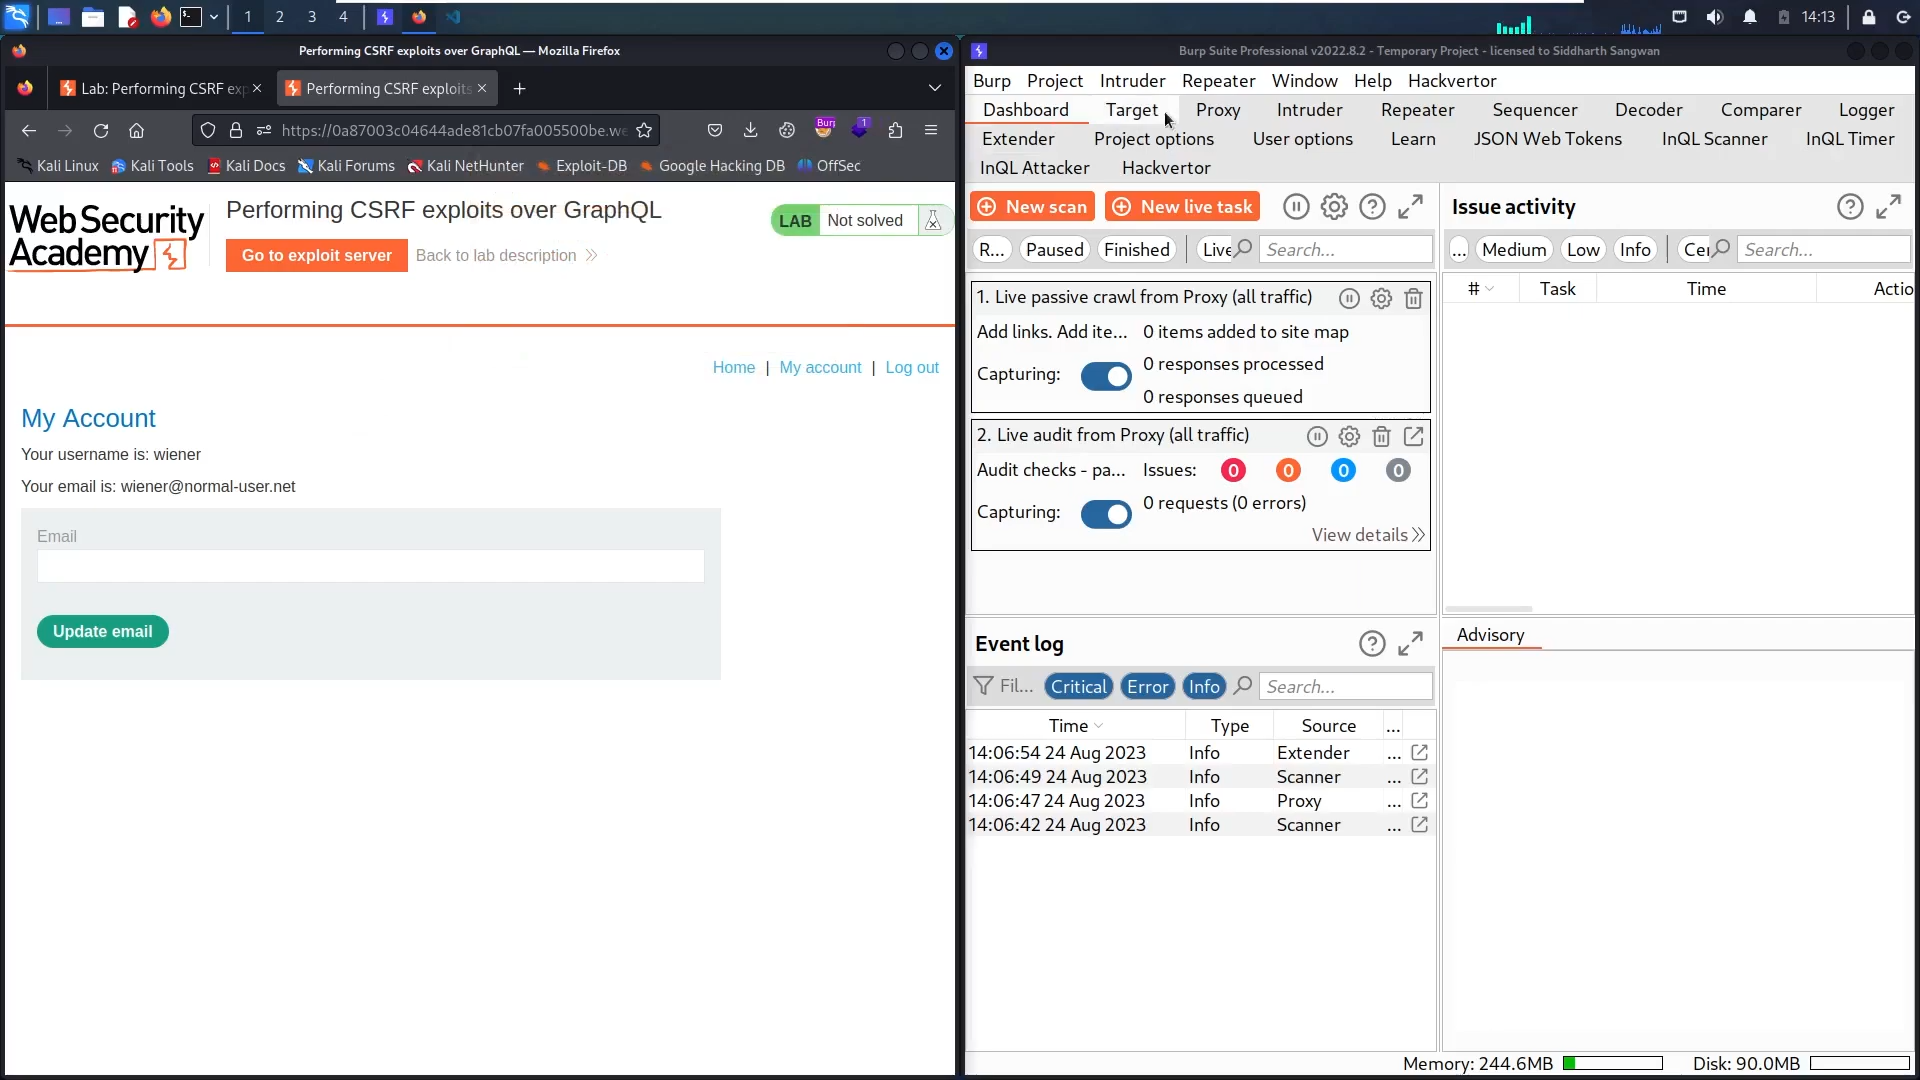 1
2
3
4
14:13
Performing CSRF exploits over GraphQL — Mozilla Firefox
Lab: Performing CSRF exp
Performing CSRF exploits
https://0a87003c04644ade81cb07fa005500be.we
Burp
1
Kali Linux
Kali Tools
Kali Docs
Kali Forums
Kali NetHunter
Exploit-DB
Google Hacking DB
OffSec
Web Security
Academy
Performing CSRF exploits over GraphQL
Go to exploit server
Back to lab description
LAB
Not solved
Home | My account | Log out
My Account
Your username is: wiener
Your email is: wiener@normal-user.net
Email
Update email
Burp Suite Professional v2022.8.2 - Temporary Project - licensed to Siddharth Sangwan
Burp Project Intruder Repeater Window Help Hackvertor
Dashboard Target Proxy Intruder Repeater Sequencer Decoder Comparer Logger
Extender Project options User options Learn JSON Web Tokens InQL Scanner InQL Timer
InQL Attacker Hackvertor
New scan
New live task
R...
Paused
Finished
Live
Search...
1. Live passive crawl from Proxy (all traffic)
Add links. Add ite...
0 items added to site map
Capturing:
0 responses processed
0 responses queued
2. Live audit from Proxy (all traffic)
Audit checks - pa...
Issues: 0 0 0 0
Capturing:
0 requests (0 errors)
View details
Issue activity
...
Medium
Low
Info
Cer
Search...
# Task Time Actio
Event log
Fil...
Critical
Error
Info
Search...
Time Type Source ...
14:06:54 24 Aug 2023 Info Extender ...
14:06:49 24 Aug 2023 Info Scanner ...
14:06:47 24 Aug 2023 Info Proxy ...
14:06:42 24 Aug 2023 Info Scanner ...
Advisory
Memory: 244.6MB
Disk: 90.0MB